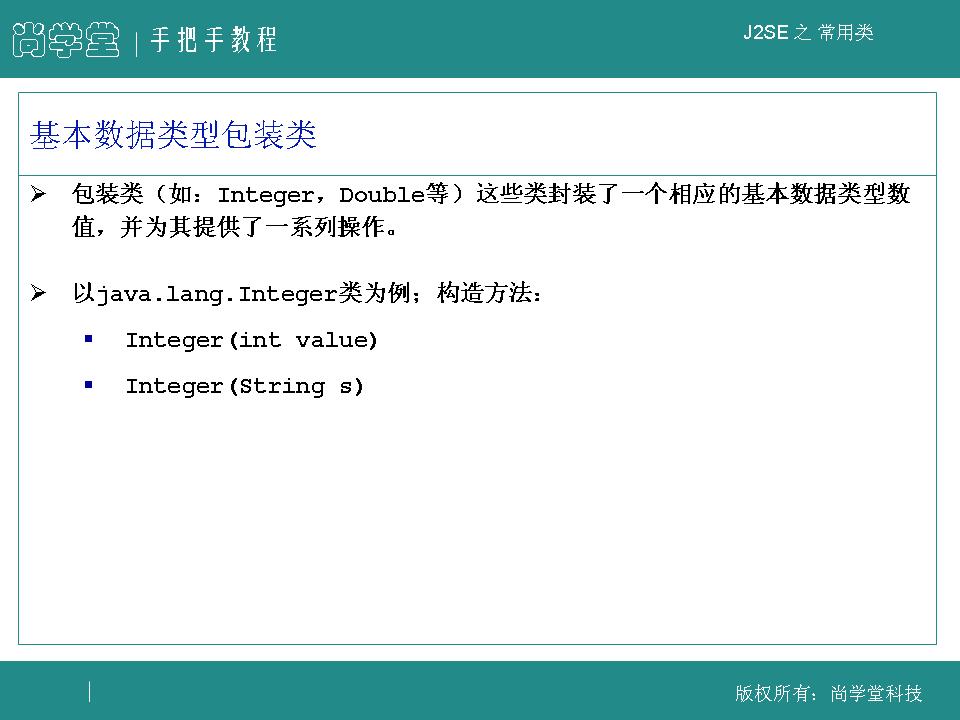 尚学堂 | 手把手教程
J2SE 之 常用类
基本数据类型包装类
包装类（如：Integer，Double等）这些类封装了一个相应的基本数据类型数
值，并为其提供了一系列操作。
以java.lang.Integer类为例；构造方法：
Integer(int value)
Integer(String s)
版权所有：尚学堂科技